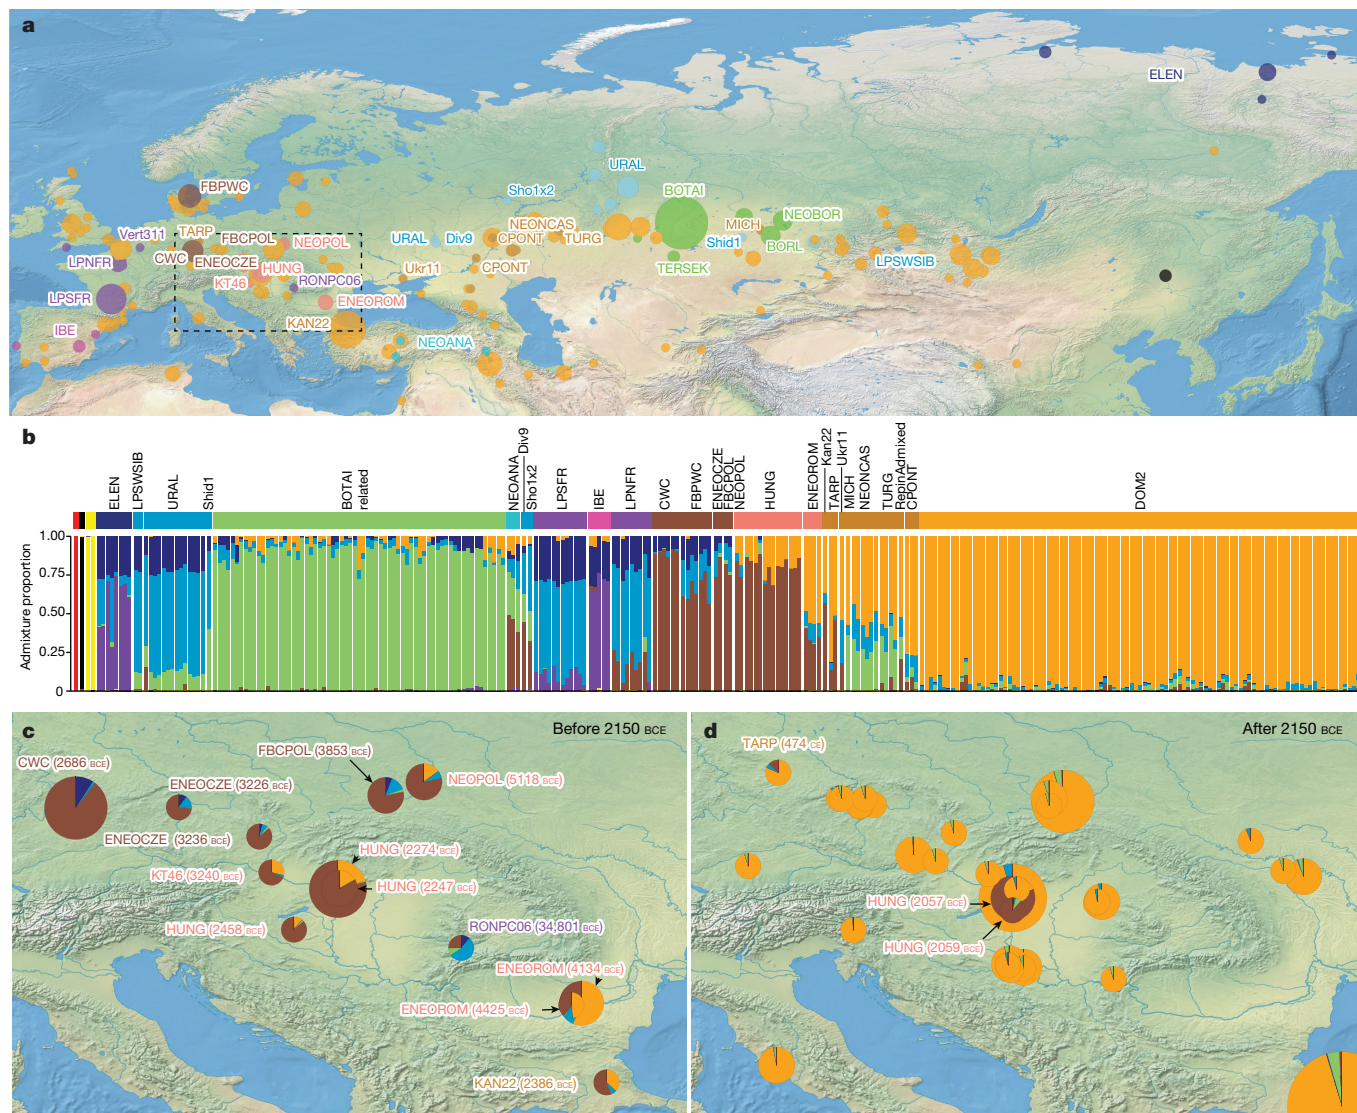 a
ELEN
URAL
FBPWC
Sho1x2
BOTAI
NEOBOR
NEONCAS
MICH
Vert311
TARP
FBCPOL
NEOPOL
URAL
Div9
CPONT
TURG
Shid1
BORL
CWC
ENEOCZE
LPNFR
HUNG
Ukr11
CPONT
TERSEK
LPSWSIB
KT46
RONPC06
LPSFR
ENEOROM
IBE
KAN22
NEOANA
b
ELEN
LPSWSIB
URAL
Shid1
BOTAI
related
NEOANA
Div9
Sho1x2
LPSFR
IBE
LPNFR
CWC
FBPWC
ENEOCZE
FBCPOL
NEOPOL
HUNG
ENEOROM
Kan22
TARP
Ukr11
MICH
NEONCAS
TURG
RepinAdmixed
CPONT
DOM2
Admixture proportion
1.00
0.75
0.50
0.25
0
c
Before 2150 BCE
CWC (2686 BCE)
FBCPOL (3853 BCE)
ENEOCZE (3226 BCE)
NEOPOL (5118 BCE)
ENEOCZE (3236 BCE)
HUNG (2274 BCE)
KT46 (3240 BCE)
HUNG (2247 BCE)
HUNG (2458 BCE)
RONPC06 (34,801 BCE)
ENEOROM (4134 BCE)
ENEOROM (4425 BCE)
KAN22 (2386 BCE)
d
After 2150 BCE
TARP (474 CE)
HUNG (2057 BCE)
HUNG (2059 BCE)